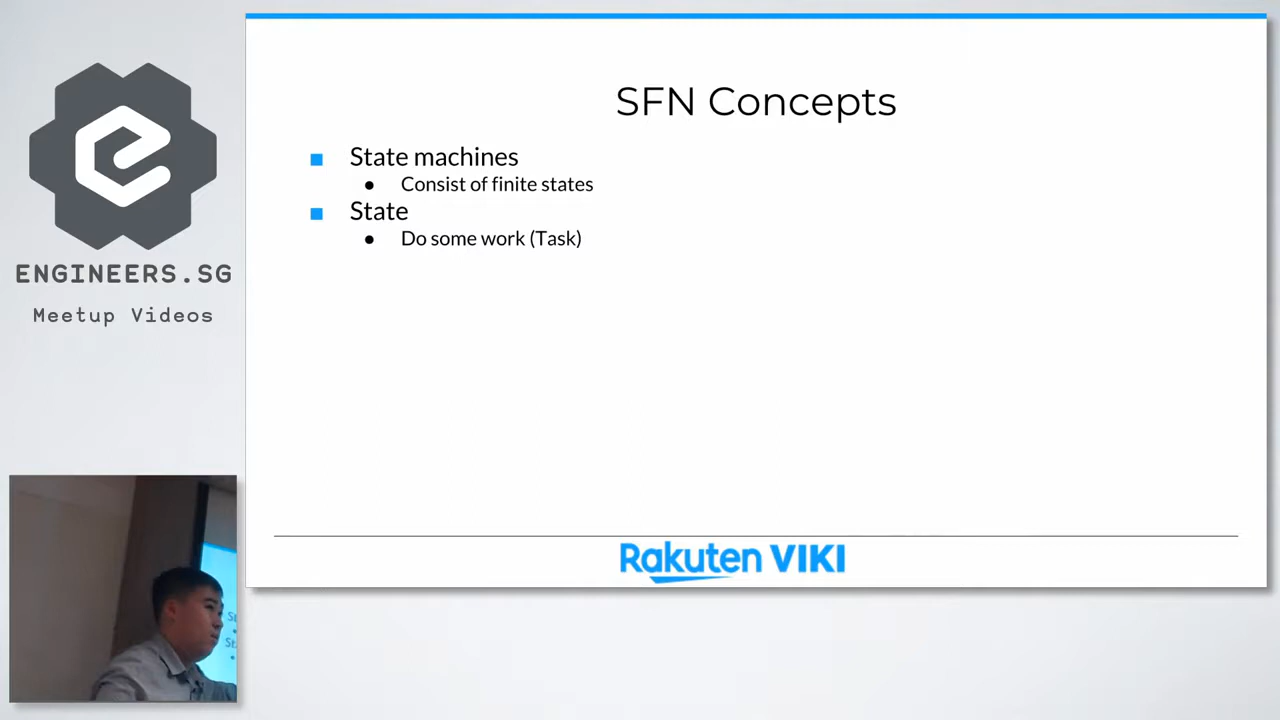 ENGINEERS.SG
Meetup Videos
SFN Concepts
State machines
Consist of finite states
State
Do some work (Task)
Rakuten VIKI